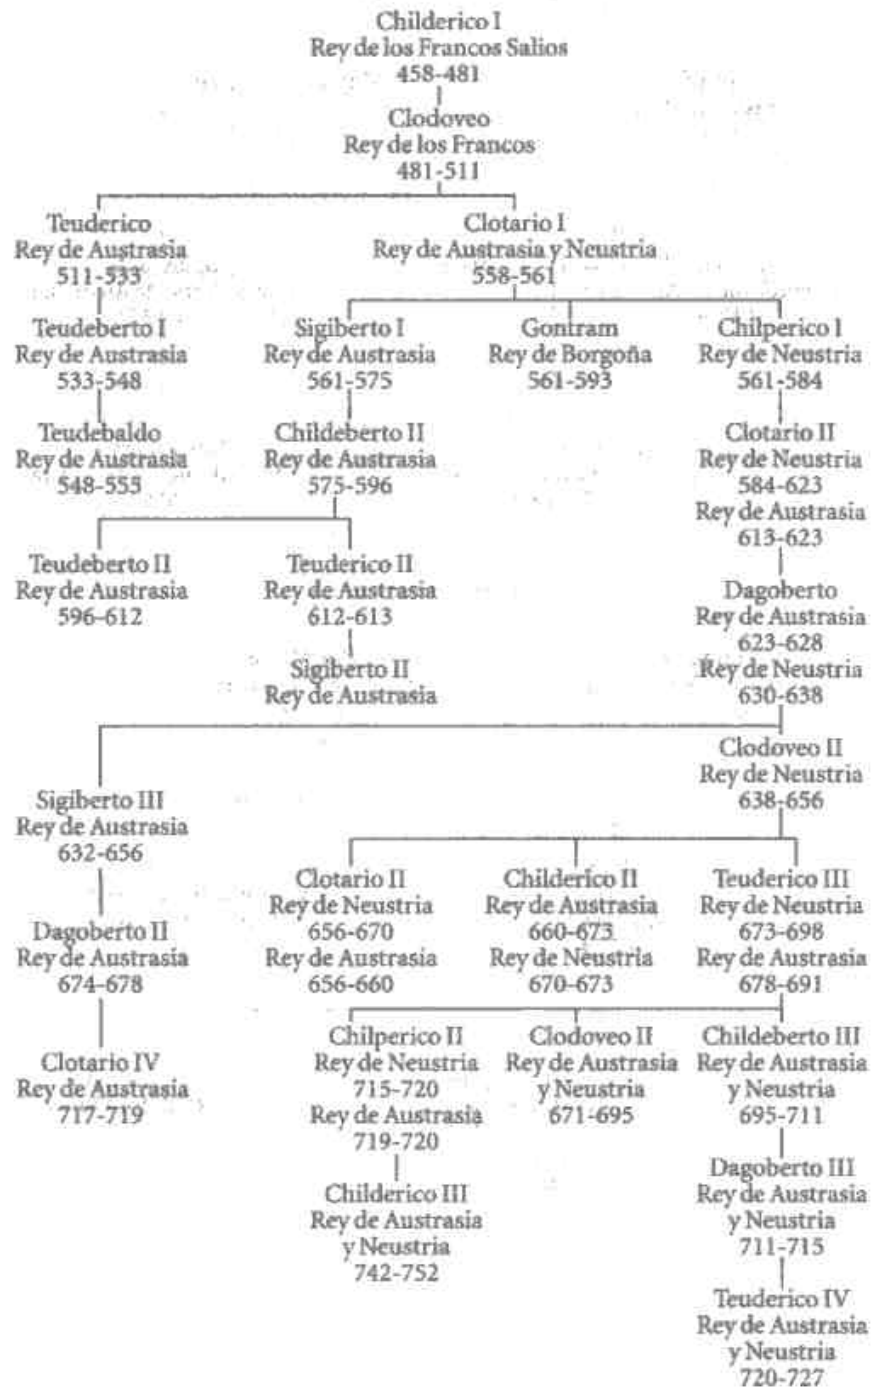 Childerico I
Rey de los Francos Salios
458-481
Clodoveo
Rey de los Francos
481-511
Teuderico
Rey de Austrasia
511-533
Clotario I
Rey de Austrasia y Neustria
558-561
Teudeberto I
Rey de Austrasia
533-548
Sigiberto I
Rey de Austrasia
561-575
Gontram
Rey de Borgoña
561-593
Chilperico I
Rey de Neustria
561-584
Teudebaldo
Rey de Austrasia
548-555
Childeberto II
Rey de Austrasia
575-596
Clotario II
Rey de Neustria
584-623
Rey de Austrasia
613-623
Teudeberto II
Rey de Austrasia
596-612
Teuderico II
Rey de Austrasia
612-613
Sigiberto II
Rey de Austrasia
Dagoberto
Rey de Austrasia
623-628
Rey de Neustria
630-638
Sigiberto III
Rey de Austrasia
632-656
Clodoveo II
Rey de Neustria
638-656
Dagoberto II
Rey de Austrasia
674-678
Clotario II
Rey de Neustria
656-670
Rey de Austrasia
656-660
Childerico II
Rey de Austrasia
660-673
Rey de Neustria
670-673
Teuderico III
Rey de Neustria
673-698
Rey de Austrasia
678-691
Clotario IV
Rey de Austrasia
717-719
Chilperico II
Rey de Neustria
715-720
Rey de Austrasia
719-720
Clodoveo II
Rey de Austrasia
y Neustria
671-695
Childeberto III
Rey de Austrasia
y Neustria
695-711
Childerico III
Rey de Austrasia
y Neustria
742-752
Dagoberto III
Rey de Austrasia
y Neustria
711-715
Teuderico IV
Rey de Austrasia
y Neustria
720-727